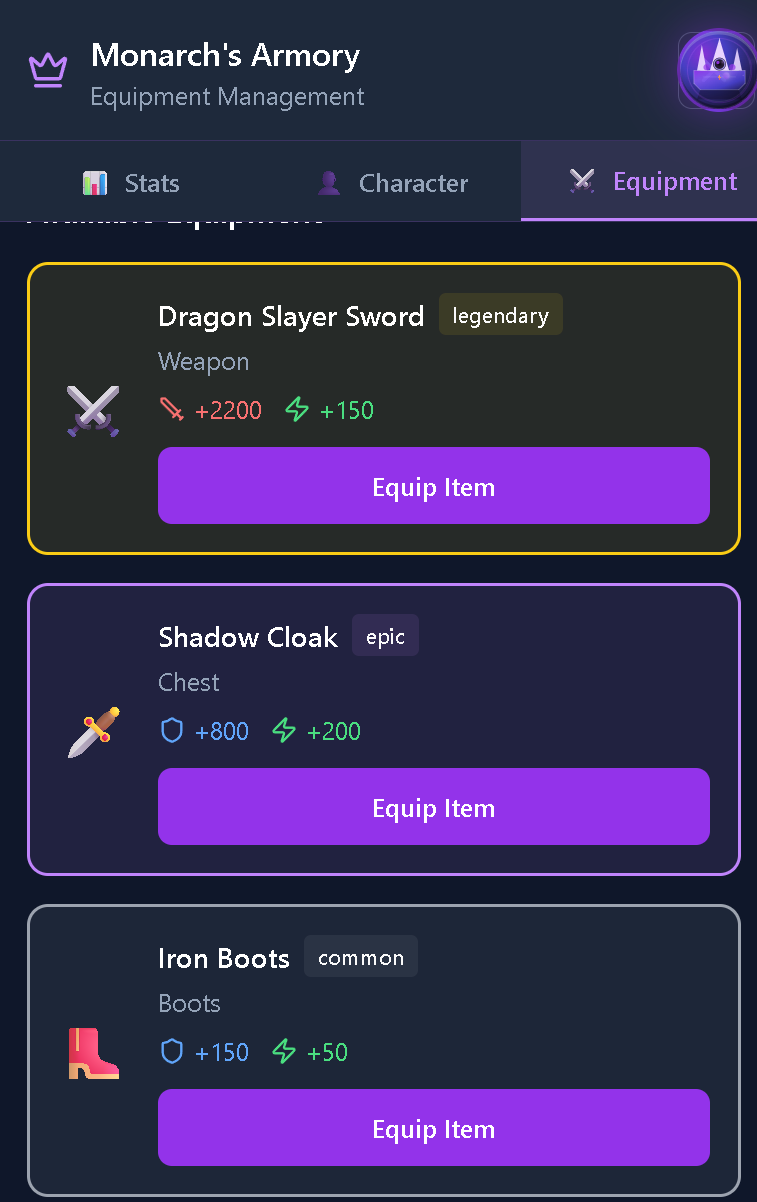 Monarch's Armory
Equipment Management
Stats
Character
Equipment
Dragon Slayer Sword
legendary
Weapon
+2200
+150
Equip Item
Shadow Cloak
epic
Chest
+800
+200
Equip Item
Iron Boots
common
Boots
+150
+50
Equip Item